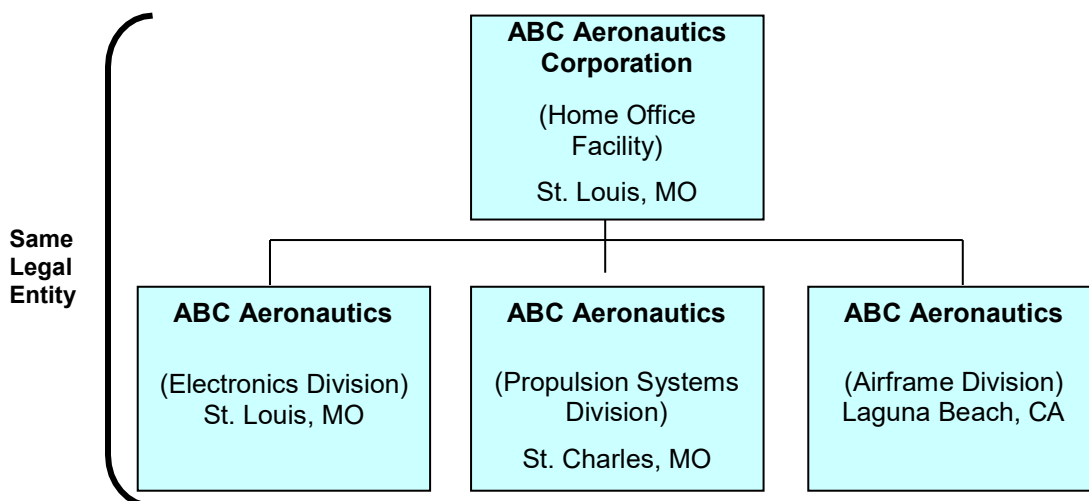 ABC Aeronautics
Corporation
(Home Office
Facility)
St. Louis, MO
Same
Legal
Entity
ABC Aeronautics
(Electronics Division)
St. Louis, MO
ABC Aeronautics
(Propulsion Systems
Division)
St. Charles, MO
ABC Aeronautics
(Airframe Division)
Laguna Beach, CA